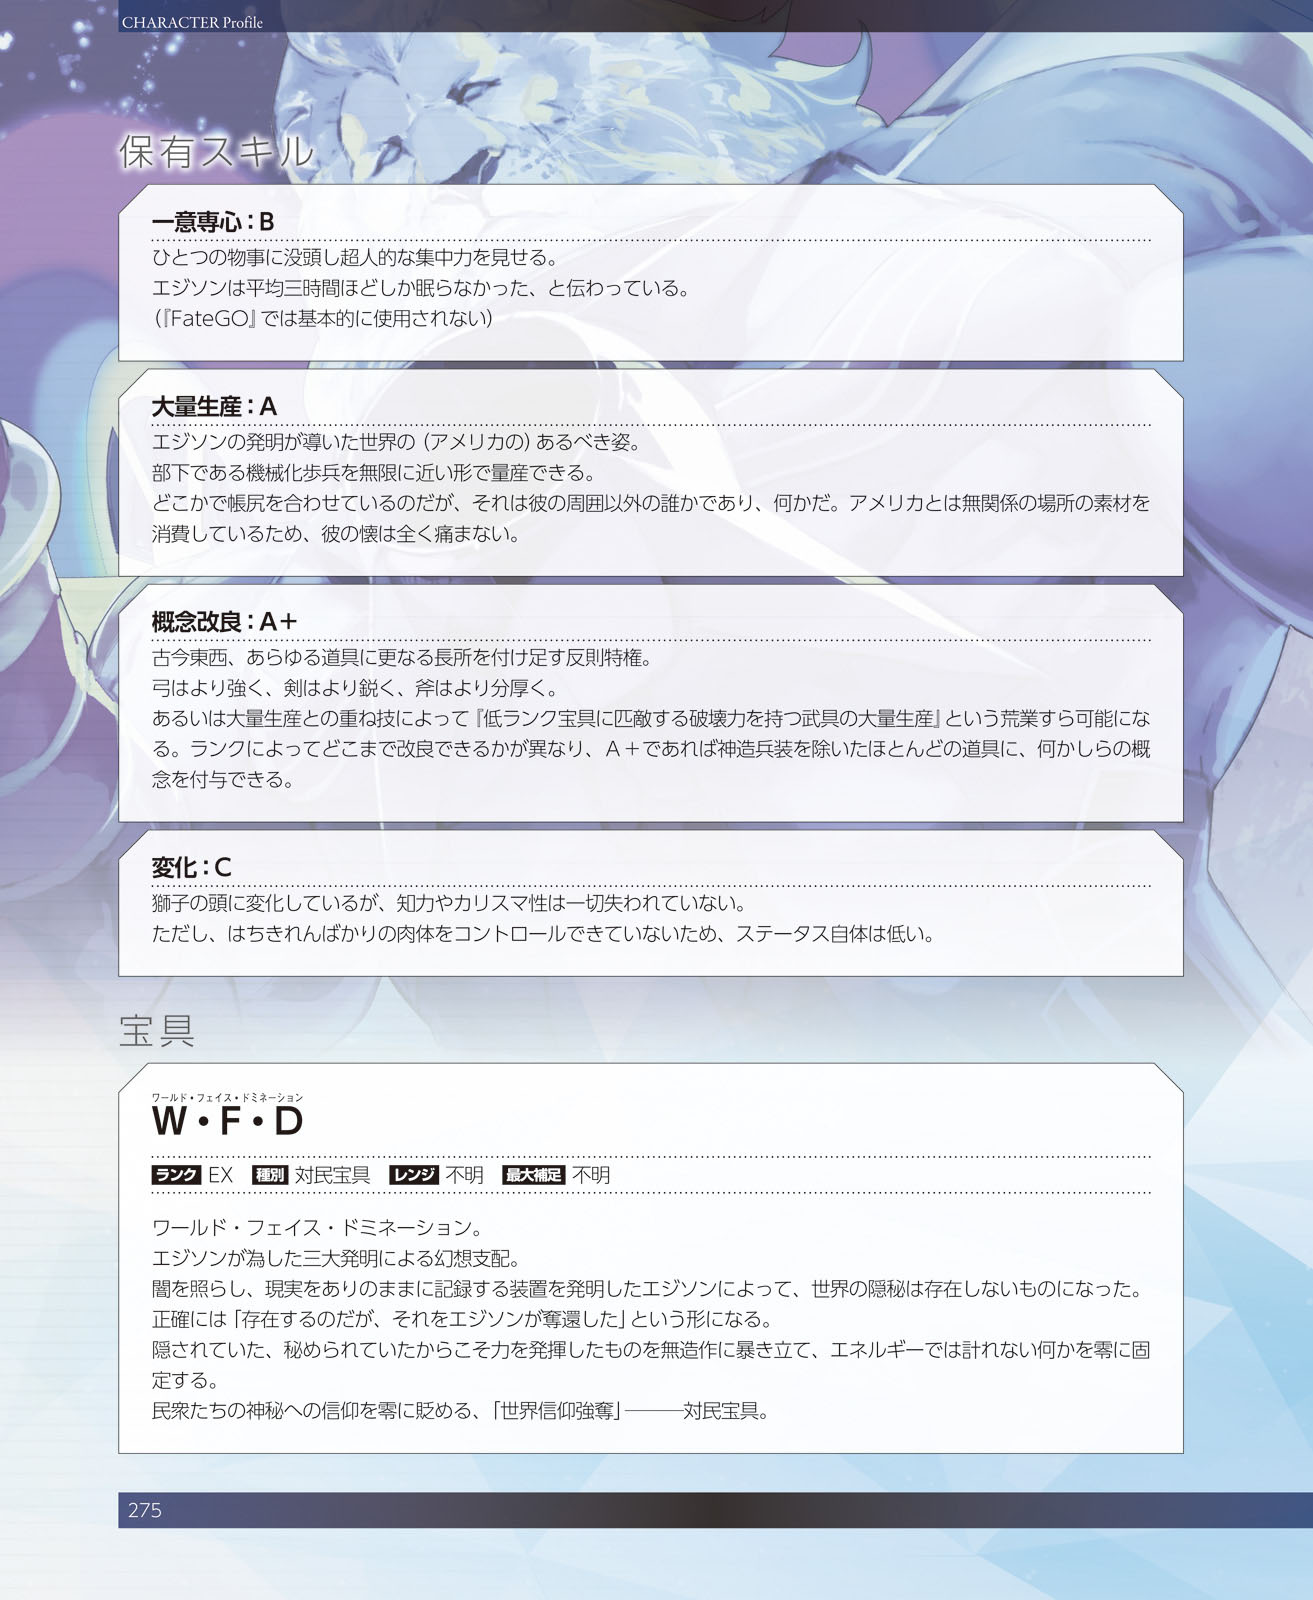 CHARACTER Profile
保有スキル
一意専心：B
ひとつの物事に没頭し超人的な集中力を見せる。
エジソンは平均三時間ほどしか眠らなかった、と伝わっている。
（『FateGO』では基本的に使用されない）
大量生産：A
エジソンの発明が導いた世界の（アメリカの）あるべき姿。
部下である機械化歩兵を無限に近い形で量産できる。
どこかで帳尻を合わせているのだが、それは彼の周囲以外の誰かであり、何かだ。アメリカとは無関係の場所の素材を
消費しているため、彼の懐は全く痛まない。
概念改良：A＋
古今東西、あらゆる道具に更なる長所を付け足す反則特権。
弓はより強く、剣はより鋭く、斧はより分厚く。
あるいは大量生産との重ね技によって『低ランク宝具に匹敵する破壊力を持つ武具の大量生産』という荒業すら可能にな
る。ランクによってどこまで改良できるかが異なり、Ａ＋であれば神造兵装を除いたほとんどの道具に、何かしらの概
念を付与できる。
変化：C
獅子の頭に変化しているが、知力やカリスマ性は一切失われていない。
ただし、はちきれんばかりの肉体をコントロールできていないため、ステータス自体は低い。
宝具
ワールド・フェイス・ドミネーション
W・F・D
ランク EX 種別 対民宝具 レンジ 不明 最大補足 不明
ワールド・フェイス・ドミネーション。
エジソンが為した三大発明による幻想支配。
闇を照らし、現実をありのままに記録する装置を発明したエジソンによって、世界の隠秘は存在しないものになった。
正確には「存在するのだが、それをエジソンが奪還した」という形になる。
隠されていた、秘められていたからこそ力を発揮したものを無造作に暴き立て、エネルギーでは計れない何かを零に固
定する。
民衆たちの神秘への信仰を零に貶める、「世界信仰強奪」―――対民宝具。
275